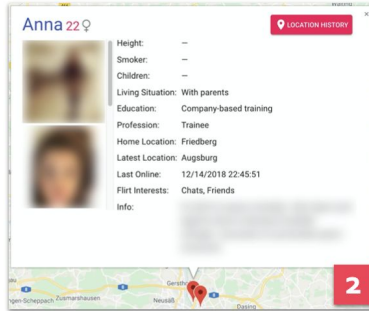 Anna 22♀
LOCATION HISTORY
×
Height: –
Smoker: –
Children: –
Living Situation: With parents
Education: Company-based training
Profession: Trainee
Home Location: Friedberg
Latest Location: Augsburg
Last Online: 12/14/2018 22:45:51
Flirt Interests: Chats, Friends
Info:
Zusmarshausen
Neusäß
Dasing
2